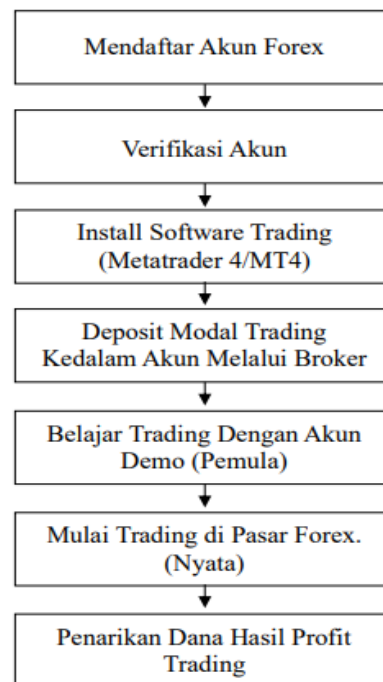 Mendaftar Akun Forex
Verifikasi Akun
Install Software Trading
(Metatrader 4/MT4)
Deposit Modal Trading
Kedalam Akun Melalui Broker
Belajar Trading Dengan Akun
Demo (Pemula)
Mulai Trading di Pasar Forex.
(Nyata)
Penarikan Dana Hasil Profit
Trading